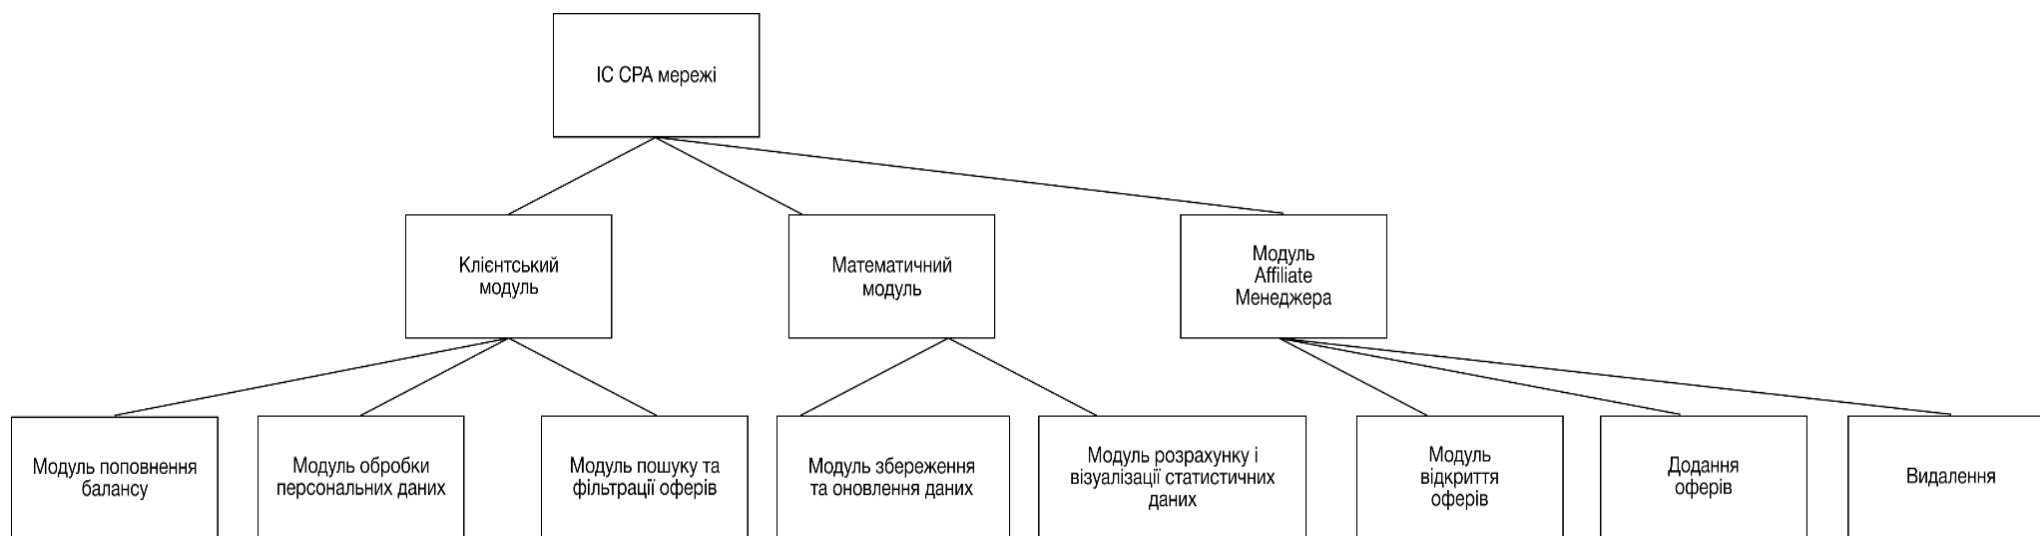 ІС СРА мережі
Клієнтський
модуль
Математичний
модуль
Модуль
Affiliate
Менеджера
Модуль поповнення
балансу
Модуль обробки
персональних даних
Модуль пошуку та
фільтрації оферів
Модуль збереження
та оновлення даних
Модуль розрахунку і
візуалізації статистичних
даних
Модуль
відкриття
оферів
Додання
оферів
Видалення